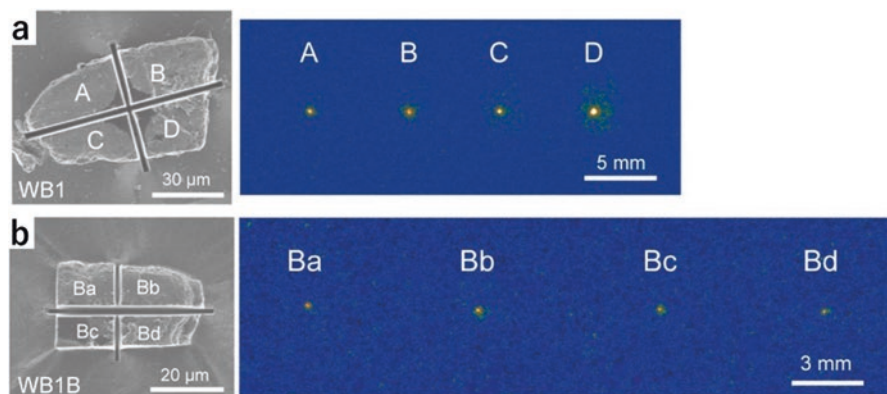 a
A
B
C
D
WB1
30 µm
A B C D
5 mm
b
Ba Bb
Bc Bd
WB1B
20 µm
Ba Bb Bc Bd
3 mm